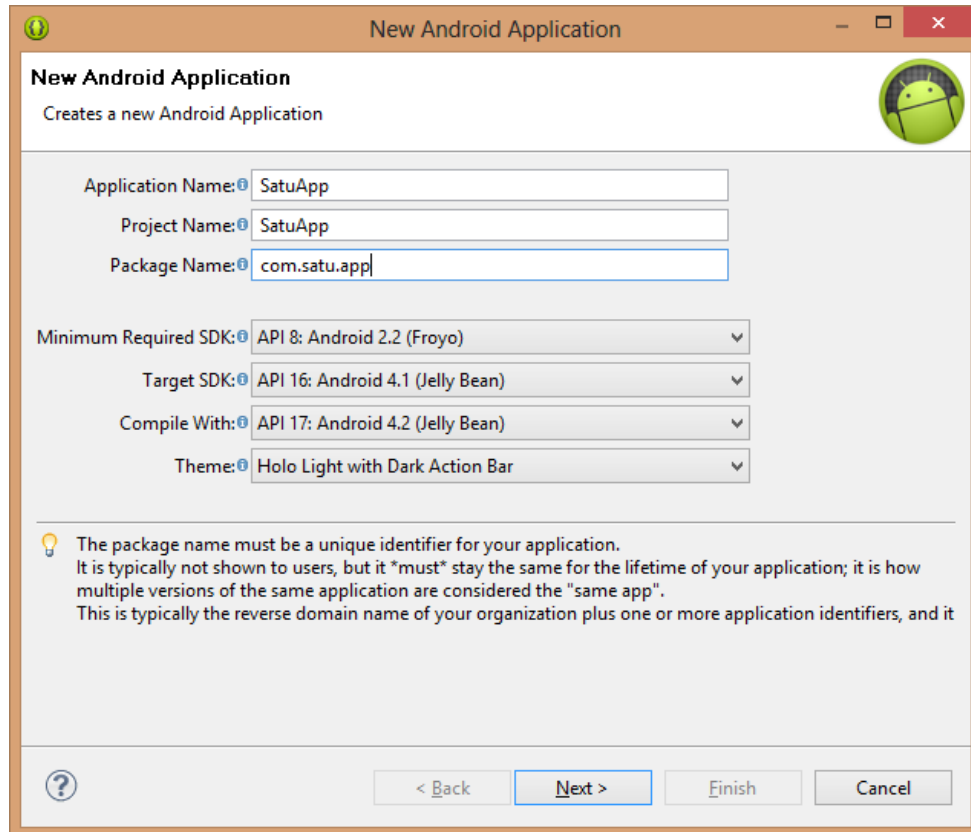 New Android Application
New Android Application
Creates a new Android Application
Application Name: SatuApp
Project Name: SatuApp
Package Name: com.satu.app
Minimum Required SDK: API 8: Android 2.2 (Froyo)
Target SDK: API 16: Android 4.1 (Jelly Bean)
Compile With: API 17: Android 4.2 (Jelly Bean)
Theme: Holo Light with Dark Action Bar
The package name must be a unique identifier for your application.
It is typically not shown to users, but it *must* stay the same for the lifetime of your application; it is how
multiple versions of the same application are considered the "same app".
This is typically the reverse domain name of your organization plus one or more application identifiers, and it
? < Back Next > Finish Cancel